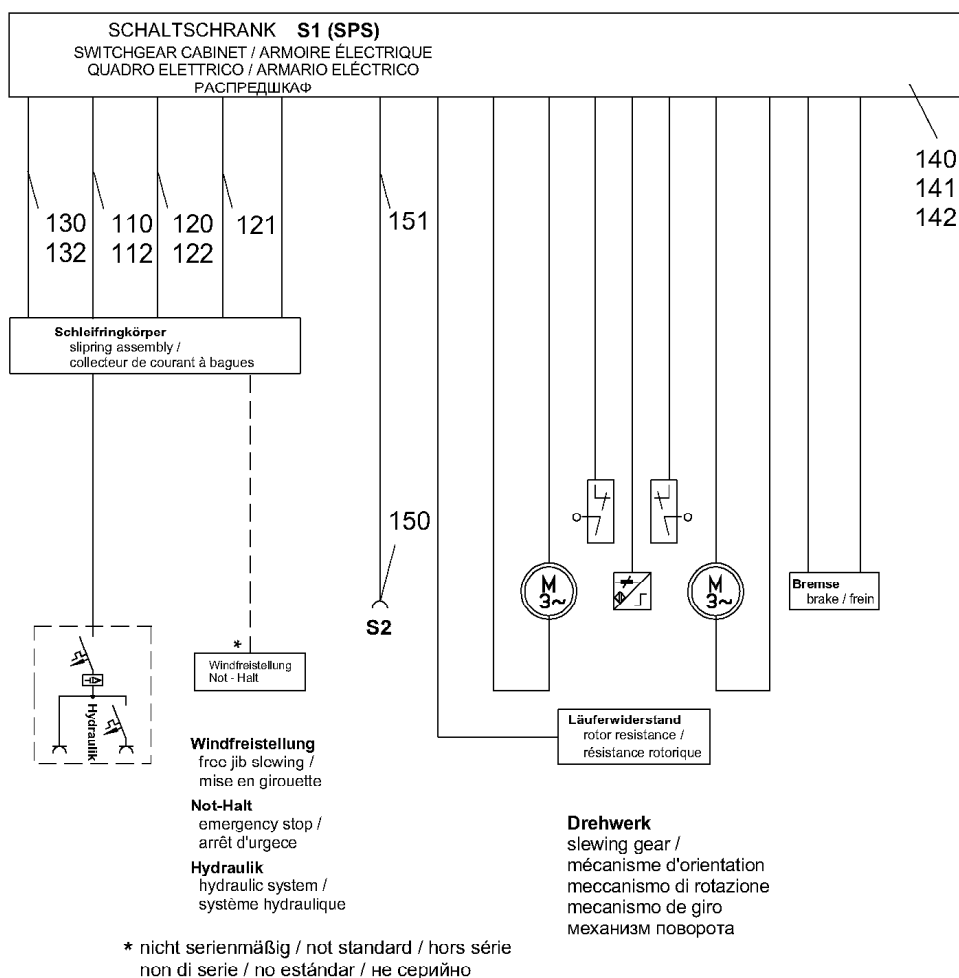 SCHALTSCHRANK S1 (SPS)
SWITCHGEAR CABINET / ARMOIRE ÉLECTRIQUE
QUADRO ELETTRICO / ARMARIO ELÉCTRICO
РАСПРЕДШКАФ
140
141
142
130
132
110
112
120
122
121
151
Schleifringkörper
slipring assembly /
collecteur de courant à bagues
150
S2
M
3~
M
3~
Bremse
brake / frein
*
Windfreistellung
Not - Halt
Hydraulik
Läuferwiderstand
rotor resistance /
résistance rotorique
Windfreistellung
free jib slewing /
mise en girouette
Not-Halt
emergency stop /
arrêt d'urgece
Hydraulik
hydraulic system /
système hydraulique
Drehwerk
slewing gear /
mécanisme d'orientation
meccanismo di rotazione
mecanismo de giro
механизм поворота
* nicht serienmäßig / not standard / hors série
non di serie / no estándar / не серийно